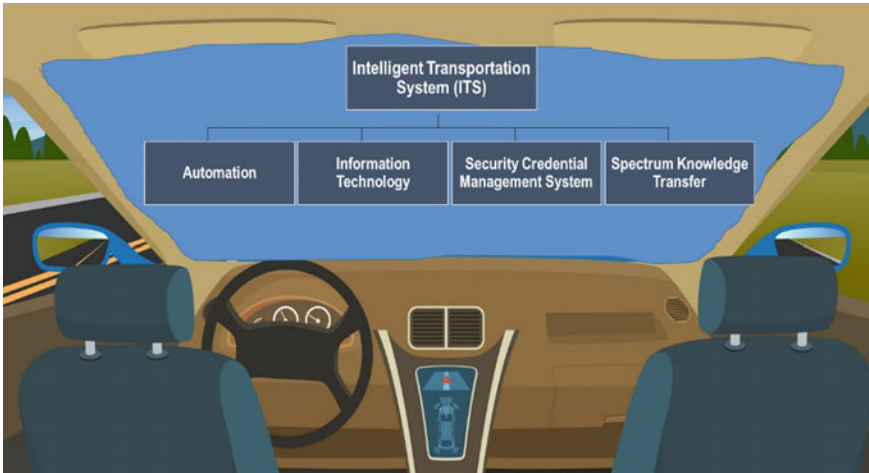 Intelligent Transportation
System (ITS)
Automation
Information
Technology
Security Credential
Management System
Spectrum Knowledge
Transfer